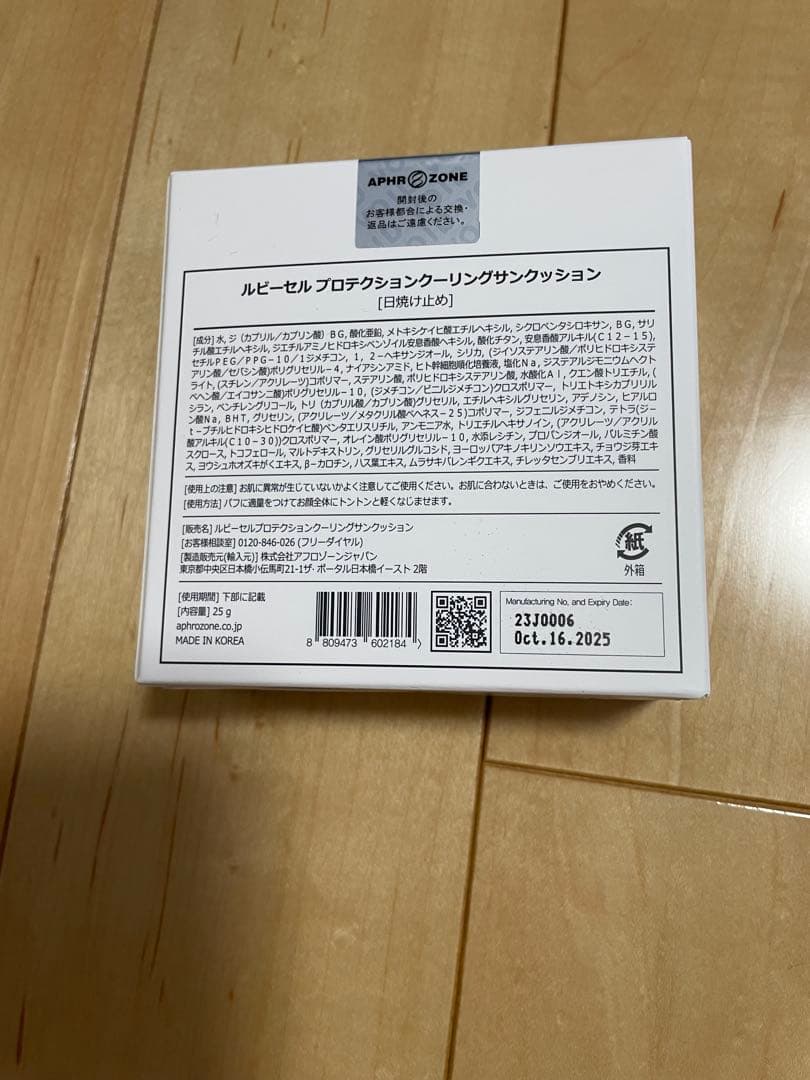 APHROZONE
開封後の
お客様都合による交換・
返品はご遠慮ください。
ルビーセル プロテクションクーリングサンクッション
[日焼け止め]
[成分] 水, ジ（カプリル／カプリン酸）ＢＧ, 酸化亜鉛, メトキシケイヒ酸エチルヘキシル, シクロペンタシロキサン, ＢＧ, サリ
チル酸エチルヘキシル, ジエチルアミノヒドロキシベンゾイル安息香酸ヘキシル, 酸化チタン, 安息香酸アルキル(Ｃ１２－１５),
セチルＰＥＧ／ＰＰＧ－１０／１ジメチコン, １, ２－ヘキサンジオール, シリカ, (ジイソステアリン酸／ポリヒドロキシステ
アリン酸／セバシン酸)ポリグリセリル－４, ナイアシンアミド, ヒト幹細胞順化培養液, 塩化Ｎａ, ジステアルジモニウムヘクト
ライト, (スチレン／アクリレーツ)コポリマー, ステアリン酸, ポリヒドロキシステアリン酸, 水酸化Ａｌ, クエン酸トリエチル, (
ベヘン酸／エイコサン二酸)ポリグリセリル－１０, (ジメチコン／ビニルジメチコン)クロスポリマー, トリエトキシカプリリル
シラン, ペンチレングリコール, トリ（カプリル酸／カプリン酸)グリセリル, エチルヘキシルグリセリン, アデノシン, ヒアルロ
ン酸Ｎａ, ＢＨＴ, グリセリン, (アクリレーツ／メタクリル酸ベヘネス－２５)コポリマー, ジフェニルジメチコン, テトラ(ジ－
ｔ－ブチルヒドロキシヒドロケイヒ酸)ペンタエリスリチル, アンモニア水, トリエチルヘキサノイン, (アクリレーツ／アクリル
酸アルキル(Ｃ１０－３０))クロスポリマー, オレイン酸ポリグリセリル－１０, 水添レシチン, プロパンジオール, パルミチン酸
スクロース, トコフェロール, マルトデキストリン, グリセリルグルコシド, ヨーロッパアキノキリンソウエキス, チョウジ芽エキ
ス, ヨウシュホオズキがくエキス, β－カロチン, ハス葉エキス, ムラサキバレンギクエキス, チレッタセンブリエキス, 香料
[使用上の注意] お肌に異常が生じていないかよく注意してご使用ください。お肌に合わないときは、ご使用をおやめください。
[使用方法] パフに適量をつけてお顔全体にトントンと軽くなじませます。
[販売名] ルビーセルプロテクションクーリングサンクッション
[お客様相談室] 0120-846-026 (フリーダイヤル)
[製造販売元(輸入元)] 株式会社アフロゾーンジャパン
東京都中央区日本橋小伝馬町21-1ザ・ポータル日本橋イースト 2階
紙
外箱
[使用期間] 下部に記載
[内容量] 25 g
aphrozone.co.jp
MADE IN KOREA
8 809473 602184
Manufacturing No. and Expiry Date:
23J0006
Oct.16.2025